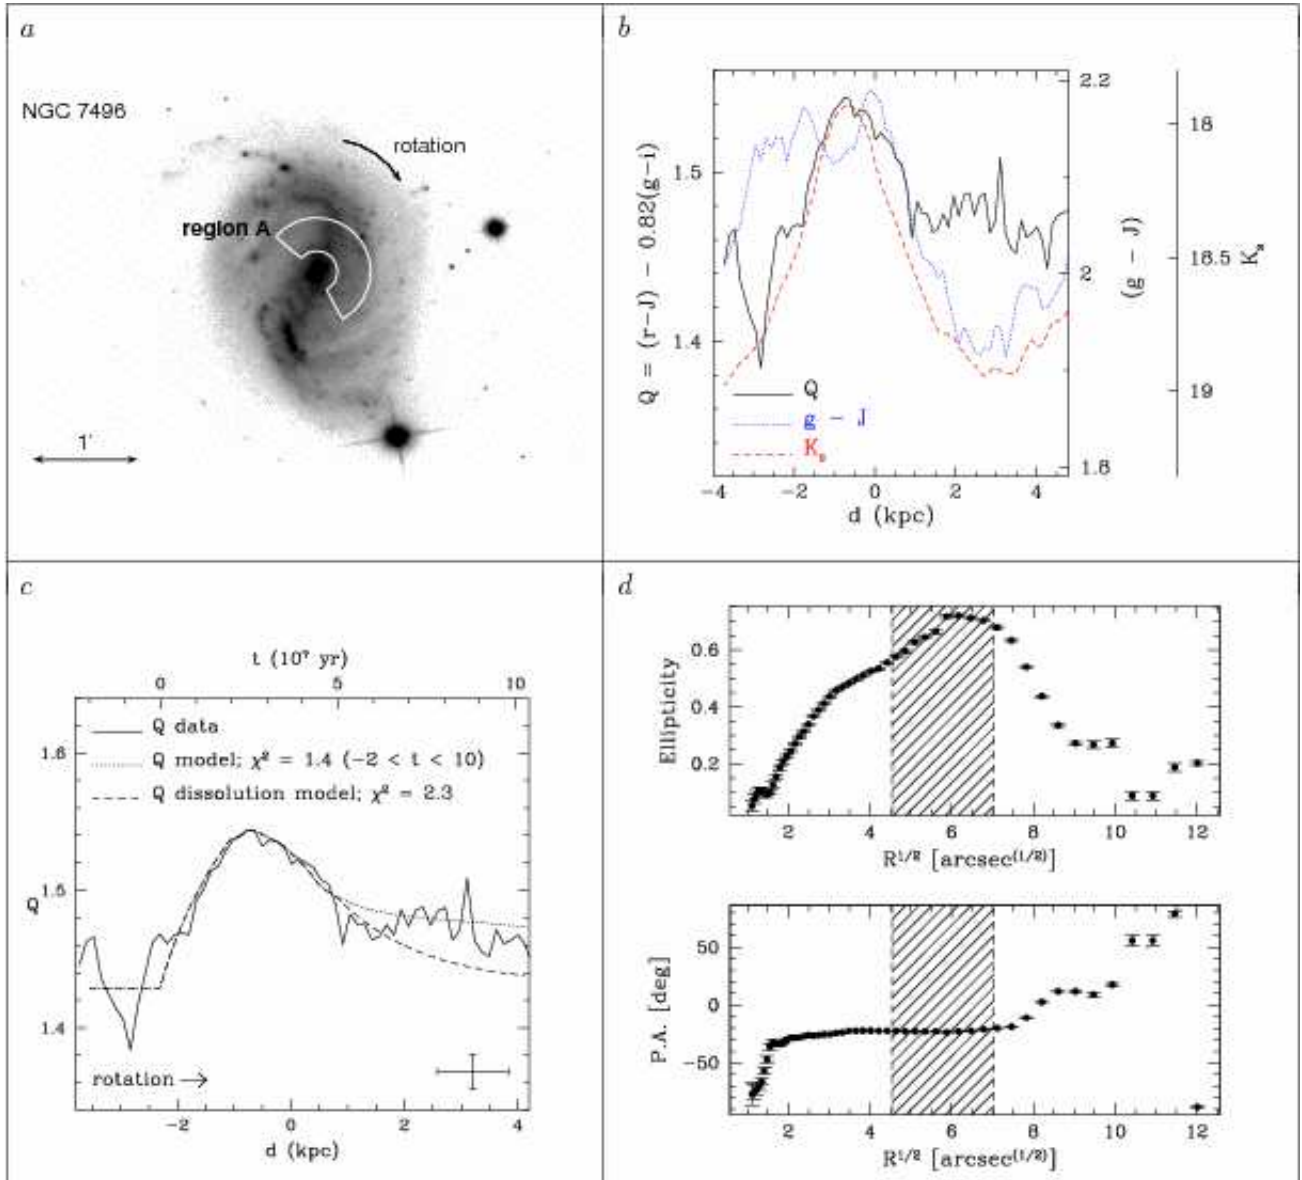 a
NGC 7496
rotation
region A
1'
b
Q = (r-J) - 0.82(g-i)
1.5
1.4
Q
g - J
Ks
-4
-2
0
2
4
d (kpc)
2.2
2
1.8
(g - J)
18
18.5
19
Ks
c
t (10⁷ yr)
0
5
10
Q data
Q model; χ² = 1.4 (-2 < t < 10)
Q dissolution model; χ² = 2.3
1.6
1.5
1.4
Q
rotation →
-2
0
2
4
d (kpc)
d
Ellipticity
0.6
0.4
0.2
2
4
6
8
10
12
R^1/2 [arcsec^(1/2)]
P.A. [deg]
50
0
-50
2
4
6
8
10
12
R^1/2 [arcsec^(1/2)]